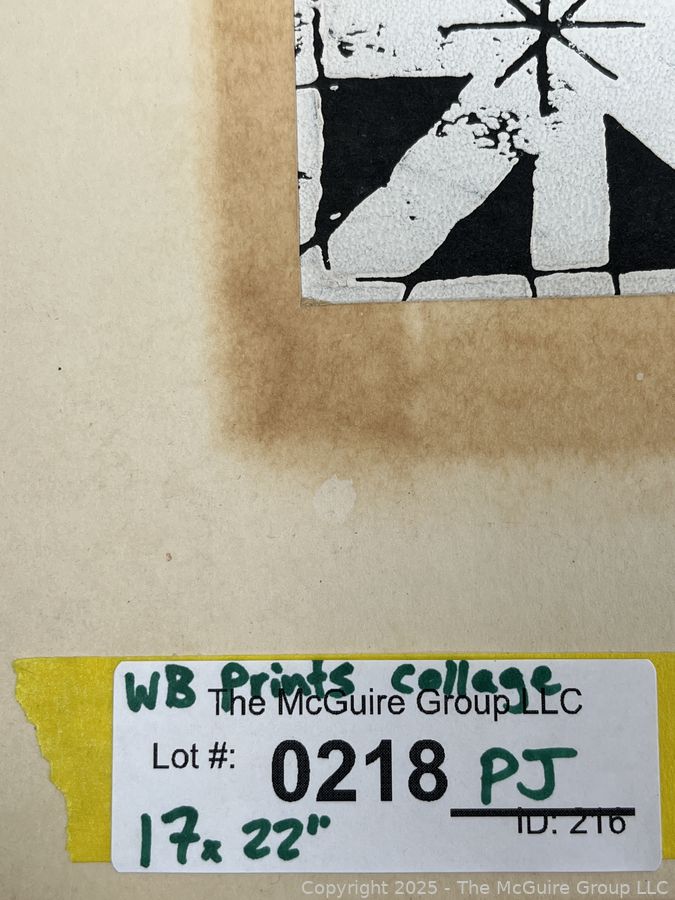 WB Prints Collage
The McGuire Group LLC
Lot #: 0218 PJ
ID: 216
17x 22"
Copyright 2025 - The McGuire Group LLC